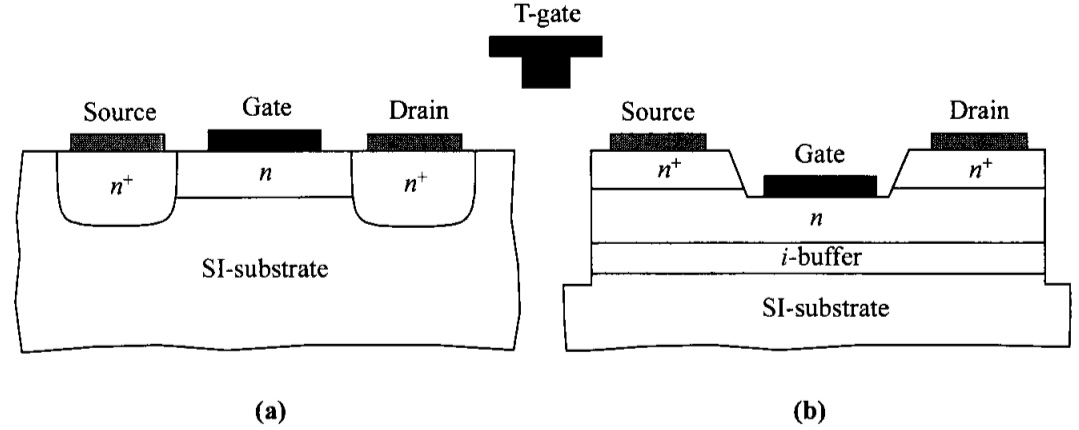 T-gate
Source
Gate
Drain
n+
n
n+
SI-substrate
(a)
Source
Drain
Gate
n+
n+
n
i-buffer
SI-substrate
(b)